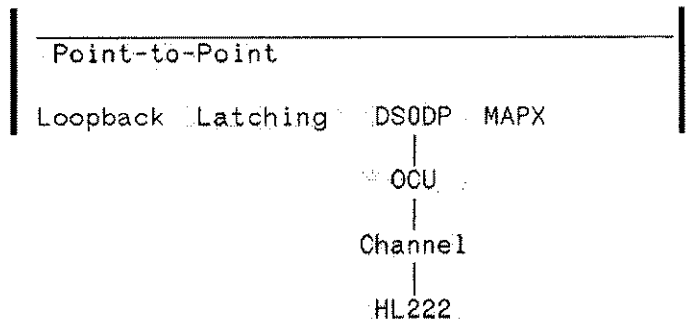 Point-to-Point
Loopback Latching DS0DP MAPX
OCU
Channel
HL222